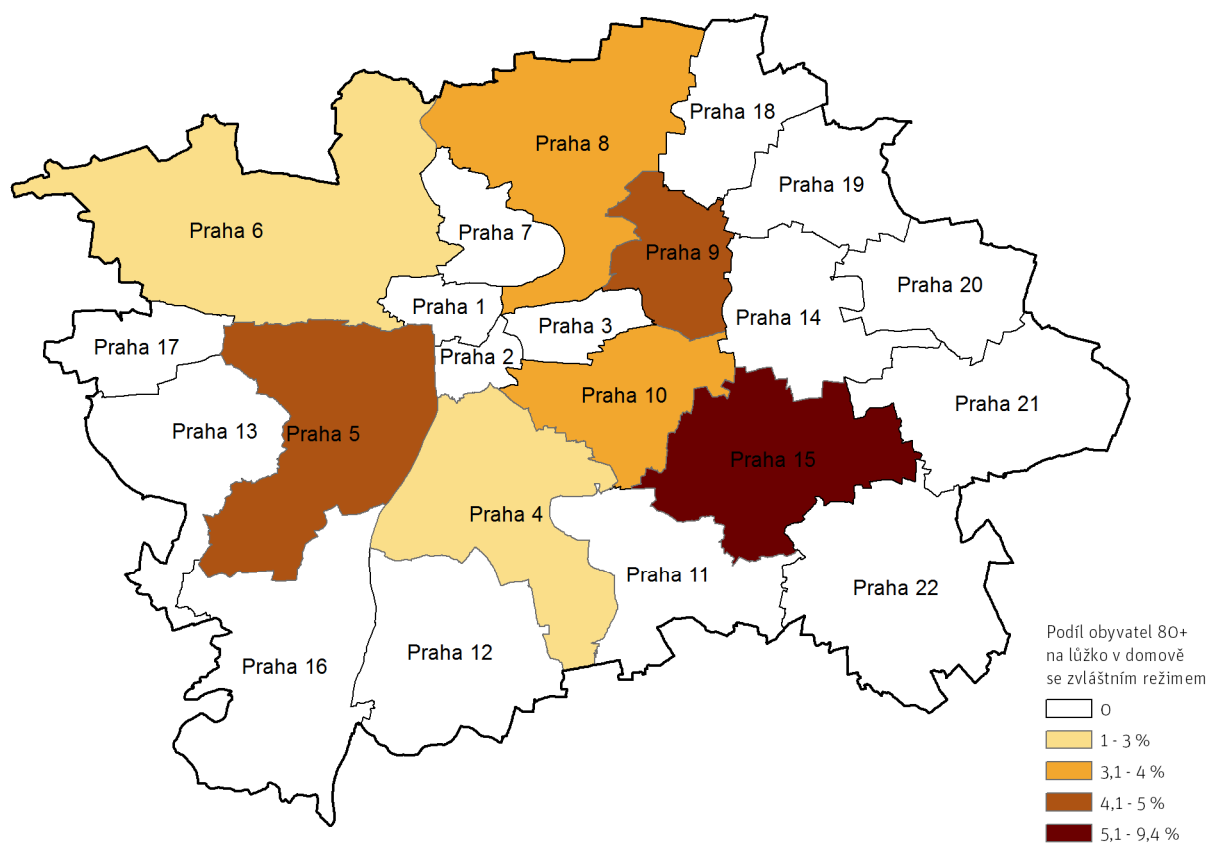 Praha 18
Praha 8
Praha 19
Praha 6
Praha 7
Praha 9
Praha 20
Praha 1
Praha 3
Praha 14
Praha 17
Praha 2
Praha 10
Praha 21
Praha 13
Praha 5
Praha 15
Praha 4
Praha 11
Praha 22
Praha 12
Praha 16
Podíl obyvatel 80+
na lůžko v domově
se zvláštním režimem
0
1 - 3 %
3,1 - 4 %
4,1 - 5 %
5,1 - 9,4 %